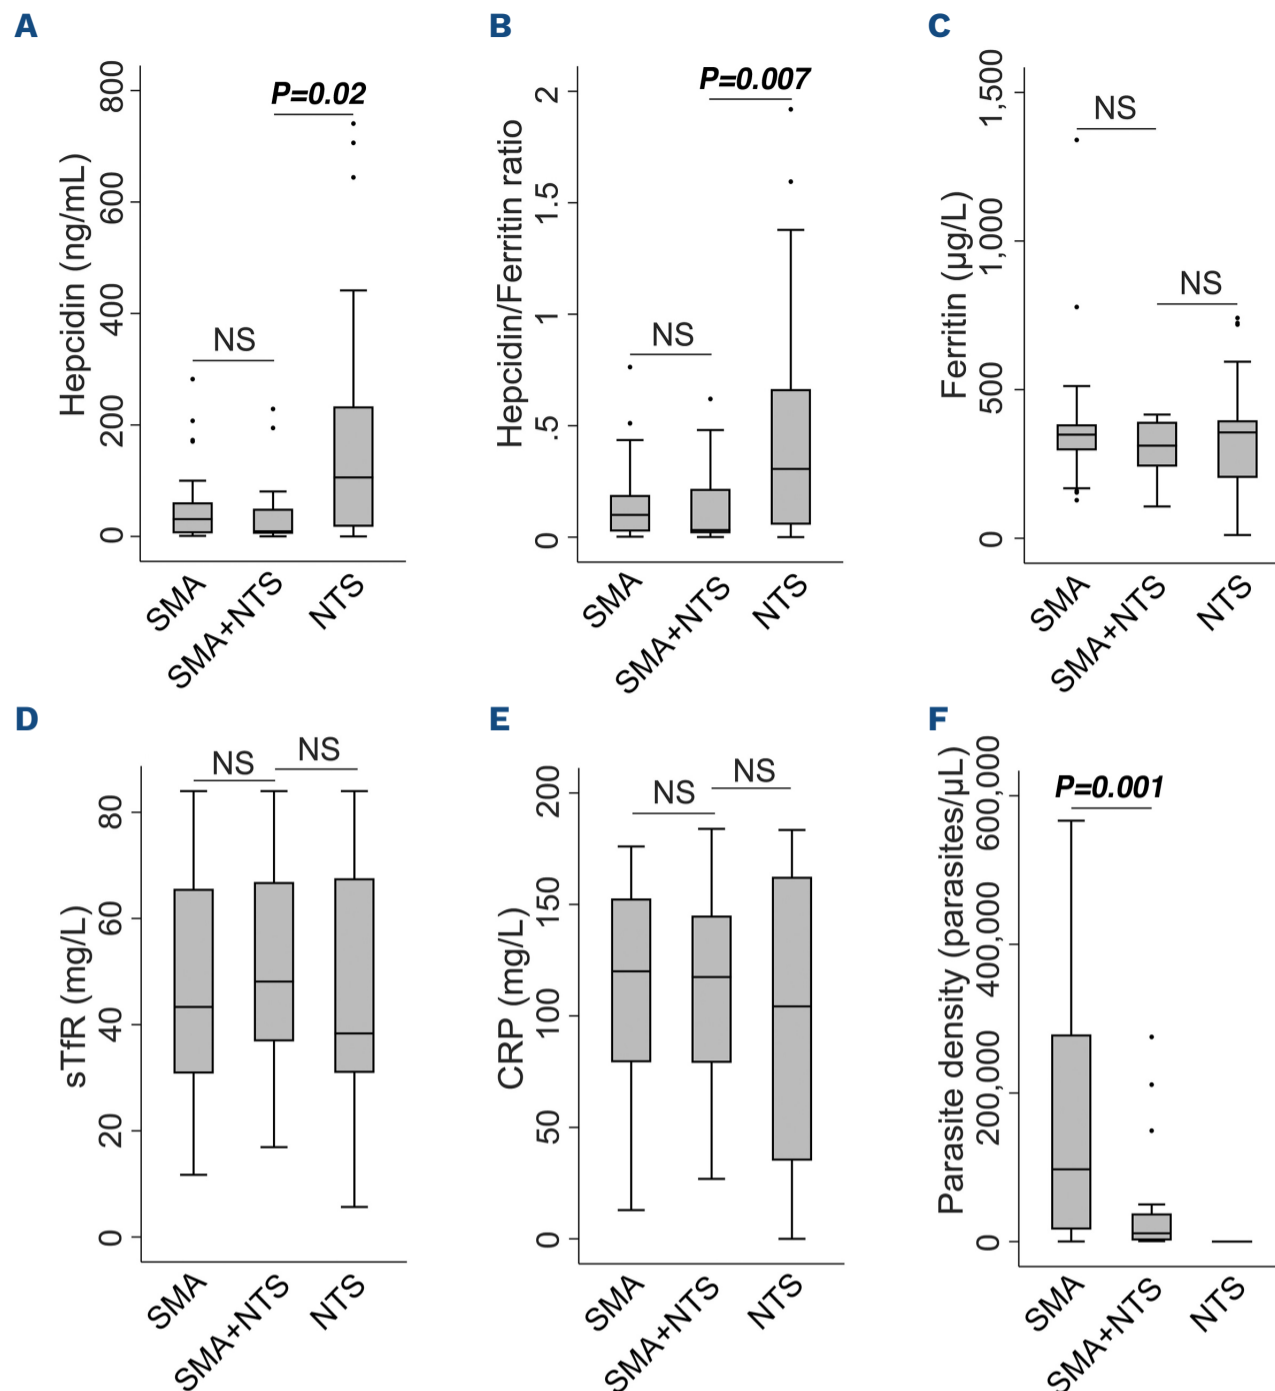 A
Hepcidin (ng/mL)
800
600
400
200
0
P=0.02
NS
SMA
SMA+NTS
NTS
B
Hepcidin/Ferritin ratio
2
1.5
1
.5
0
P=0.007
NS
SMA
SMA+NTS
NTS
C
Ferritin (µg/L)
1,500
1,000
500
0
NS
NS
SMA
SMA+NTS
NTS
D
sTfR (mg/L)
80
60
40
20
0
NS
NS
SMA
SMA+NTS
NTS
E
CRP (mg/L)
200
150
100
50
0
NS
NS
SMA
SMA+NTS
NTS
F
Parasite density (parasites/µL)
600,000
400,000
200,000
0
P=0.001
SMA
SMA+NTS
NTS